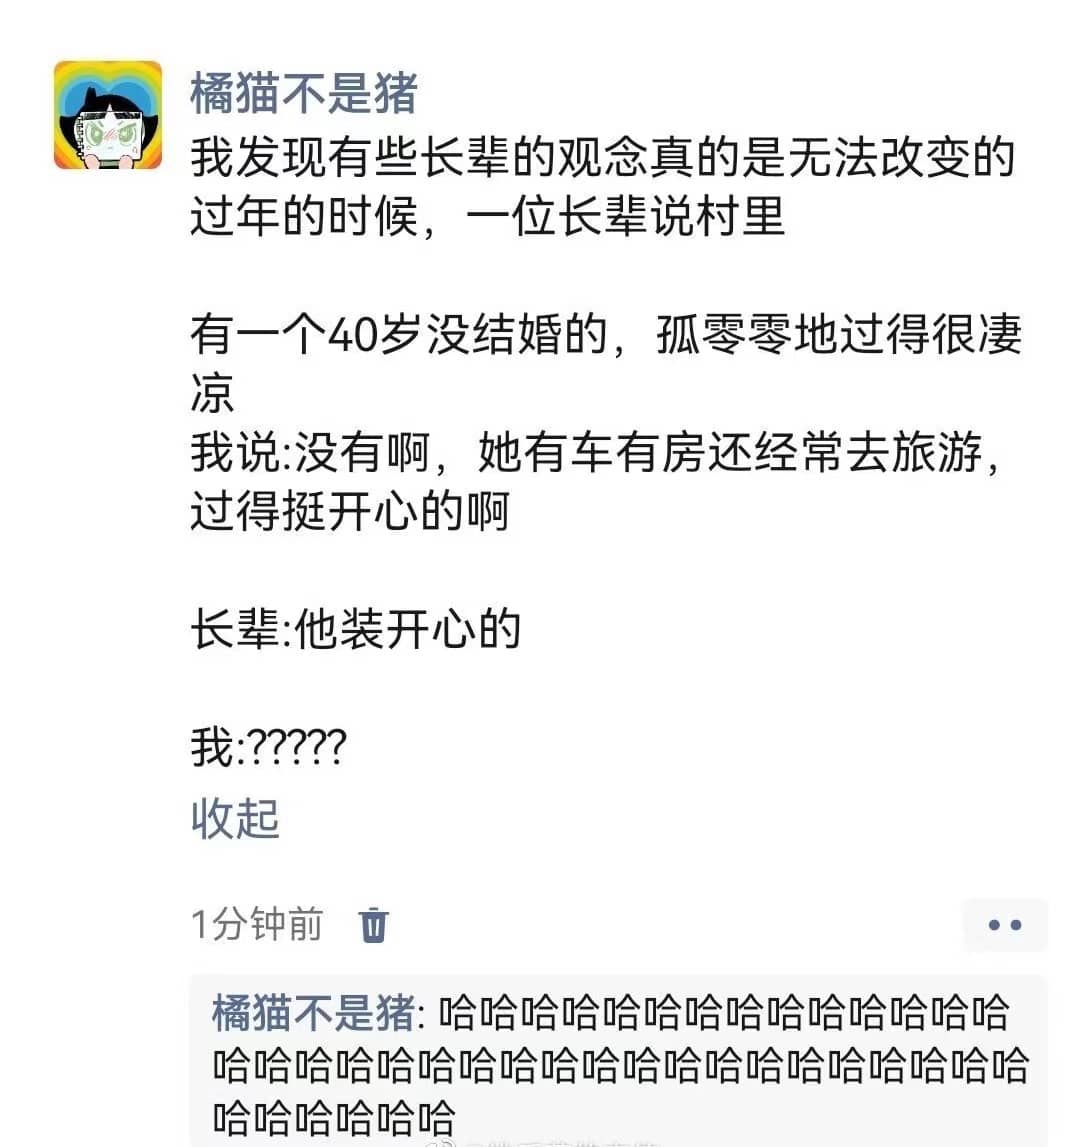 橘猫不是猪
我发现有些长辈的观念真的是无法改变的
过年的时候，一位长辈说村里
有一个40岁没结婚的，孤零零地过得很凄
凉
我说:没有啊，她有车有房还经常去旅游，
过得挺开心的啊
长辈:他装开心的
我:?????
收起
1分钟前
橘猫不是猪: 哈哈哈哈哈哈哈哈哈哈哈哈哈哈
哈哈哈哈哈哈哈哈哈哈哈哈哈哈哈哈哈哈哈哈
哈哈哈哈哈哈